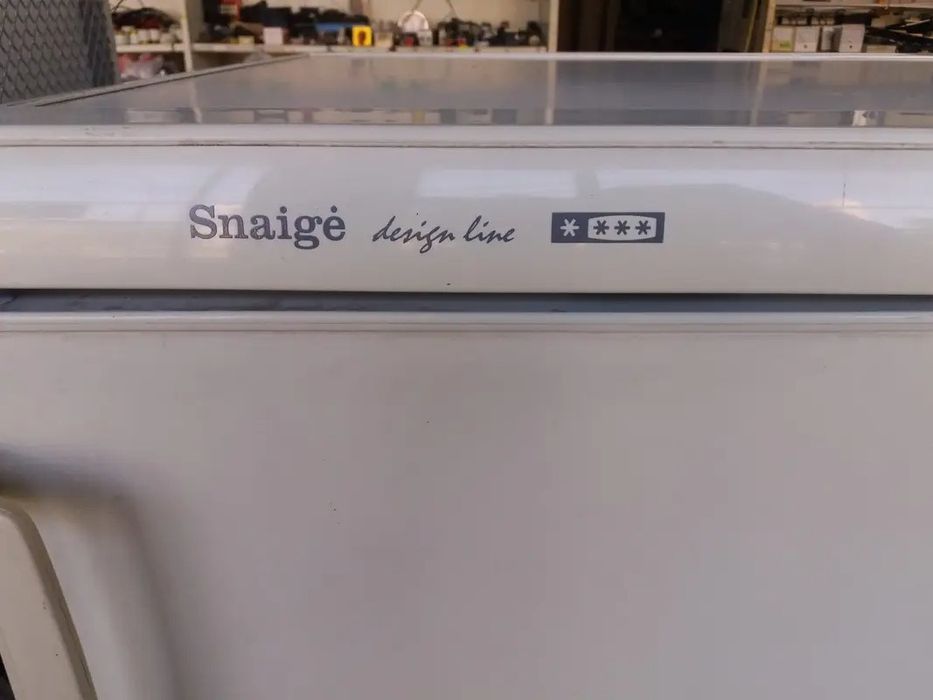 Snaigė design line * ***